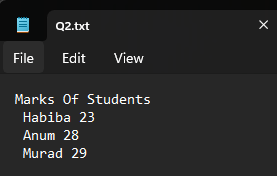 Q2.txt
File Edit View
Marks Of Students
Habiba 23
Anum 28
Murad 29